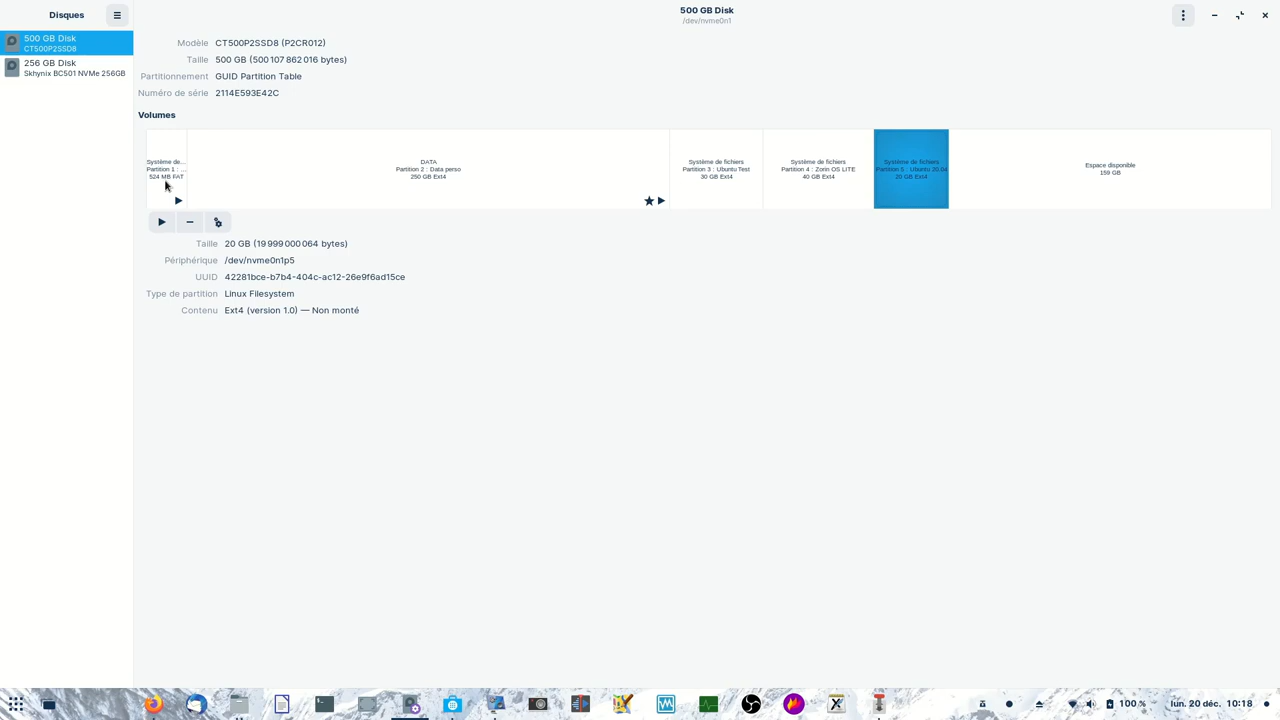 Disques
500 GB Disk
/dev/nvme0n1
500 GB Disk
CT500P2SSD8
256 GB Disk
Skhynix BC501 NVMe 256GB
Modèle CT500P2SSD8 (P2CR012)
Taille 500 GB (500 107 862 016 bytes)
Partitionnement GUID Partition Table
Numéro de série 2114E593E42C
Volumes
Système de...
Partition 1 : ...
524 MB FAT
DATA
Partition 2 : Data perso
250 GB Ext4
Système de fichiers
Partition 3 : Ubuntu Test
30 GB Ext4
Système de fichiers
Partition 4 : Zorin OS LITE
40 GB Ext4
Système de fichiers
Partition 5 : Ubuntu 20.04
20 GB Ext4
Espace disponible
159 GB
Taille 20 GB (19 999 000 064 bytes)
Périphérique /dev/nvme0n1p5
UUID 42281bce-b7b4-404c-ac12-26e9f6ad15ce
Type de partition Linux Filesystem
Contenu Ext4 (version 1.0) — Non monté
100 %
lun. 20 déc. 10:18